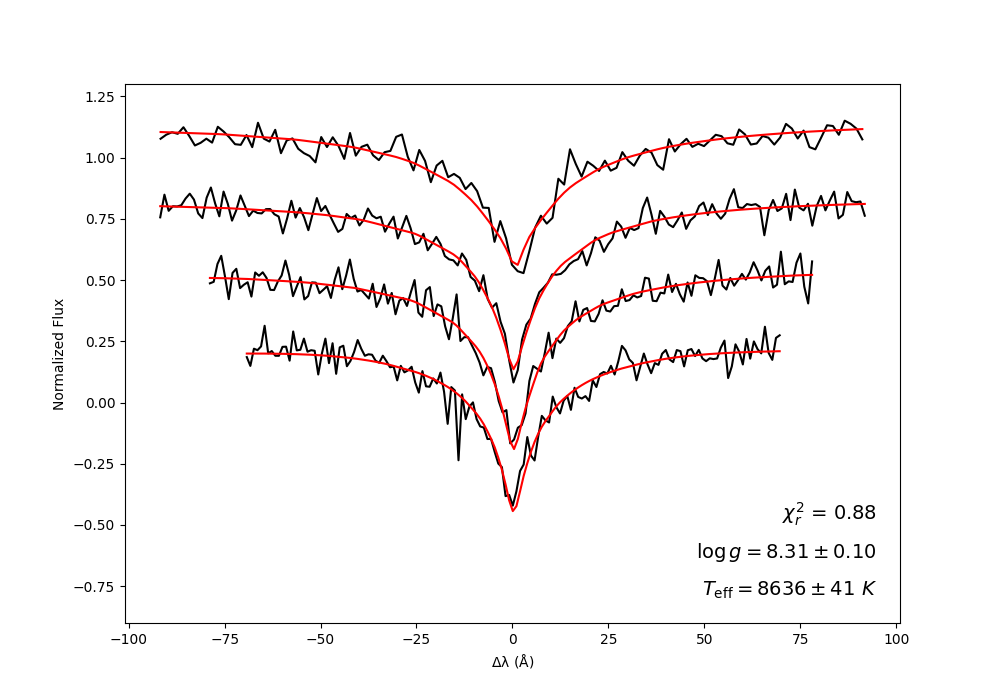 1.25
1.00
0.75
0.50
0.25
0.00
−0.25
−0.50
−0.75
Normalized Flux
χ²ᵣ = 0.88
log g = 8.31 ± 0.10
T_eff = 8636 ± 41 K
−100 −75 −50 −25 0 25 50 75 100
Δλ (Å)